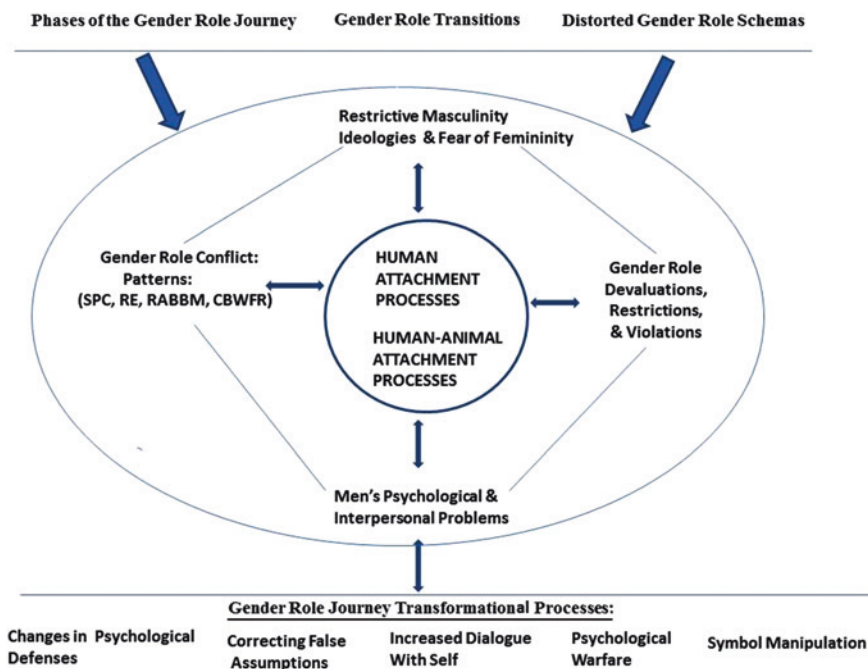 Phases of the Gender Role Journey
Gender Role Transitions
Distorted Gender Role Schemas
Restrictive Masculinity
Ideologies & Fear of Femininity
Gender Role Conflict:
Patterns:
(SPC, RE, RABBM, CBWFR)
HUMAN
ATTACHMENT
PROCESSES
HUMAN-ANIMAL
ATTACHMENT
PROCESSES
Gender Role
Devaluations,
Restrictions,
& Violations
Men's Psychological &
Interpersonal Problems
Gender Role Journey Transformational Processes:
Changes in Psychological
Defenses
Correcting False
Assumptions
Increased Dialogue
With Self
Psychological
Warfare
Symbol Manipulation